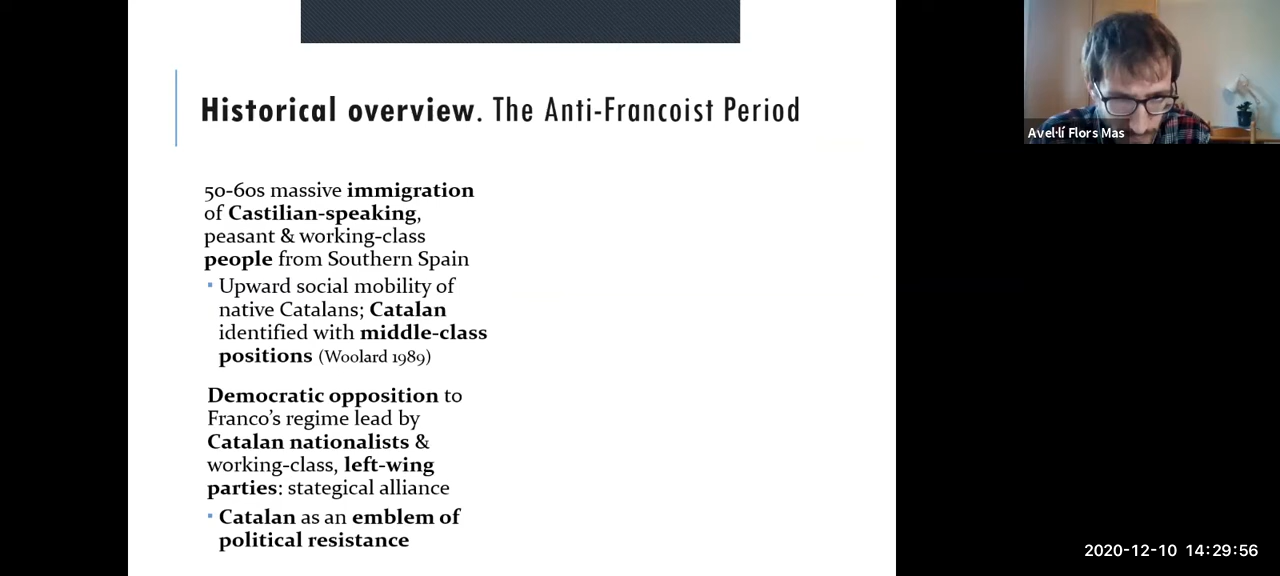 Historical overview. The Anti-Francoist Period
50-60s massive immigration
of Castilian-speaking,
peasant & working-class
people from Southern Spain
▪ Upward social mobility of
native Catalans; Catalan
identified with middle-class
positions (Woolard 1989)
Democratic opposition to
Franco’s regime lead by
Catalan nationalists &
working-class, left-wing
parties: stategical alliance
▪ Catalan as an emblem of
political resistance
Avel·lí Flors Mas
2020-12-10 14:29:56